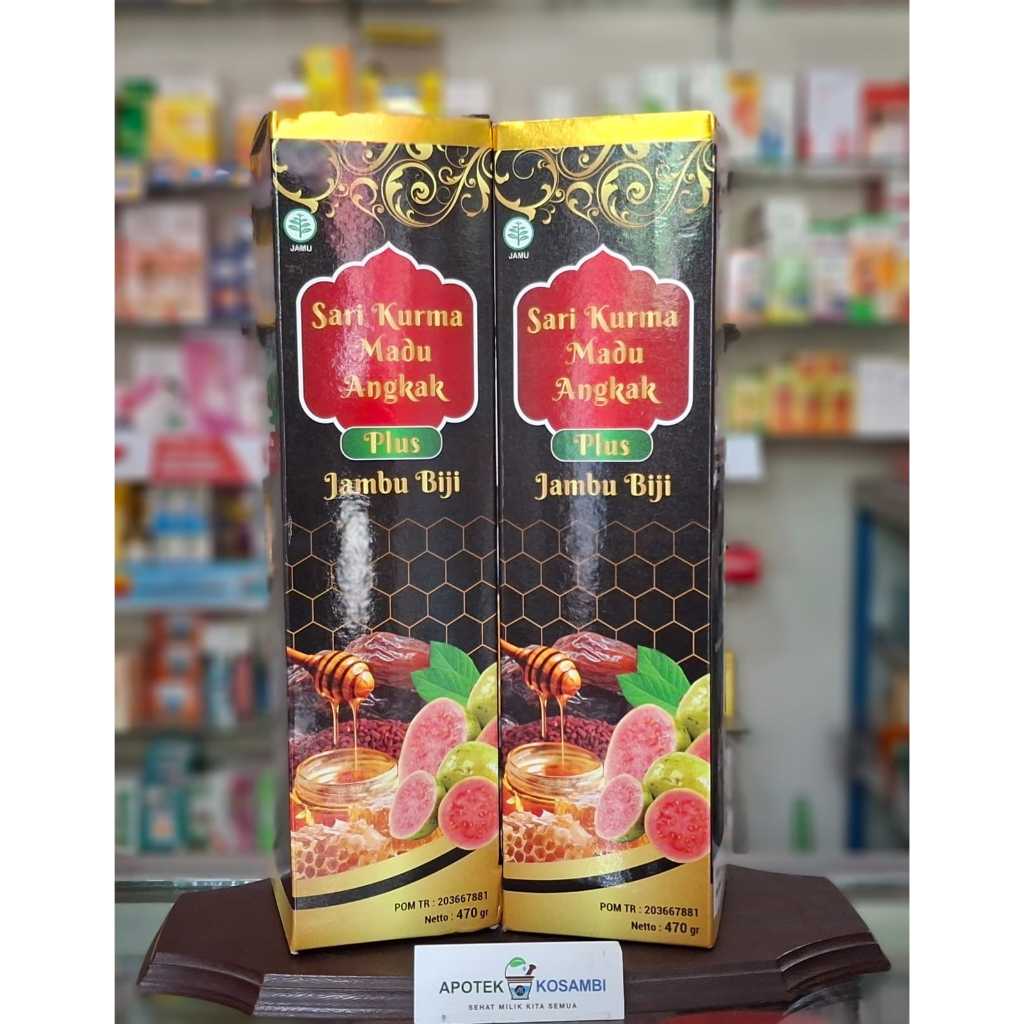 JAMU
Sari Kurma
Madu
Angkak
Plus
Jambu Biji
POM TR : 203667881
Netto : 470 gr
JAMU
Sari Kurma
Madu
Angkak
Plus
Jambu Biji
POM TR : 203667881
Netto : 470 gr
APOTEK KOSAMBI
SEHAT MILIK KITA SEMUA